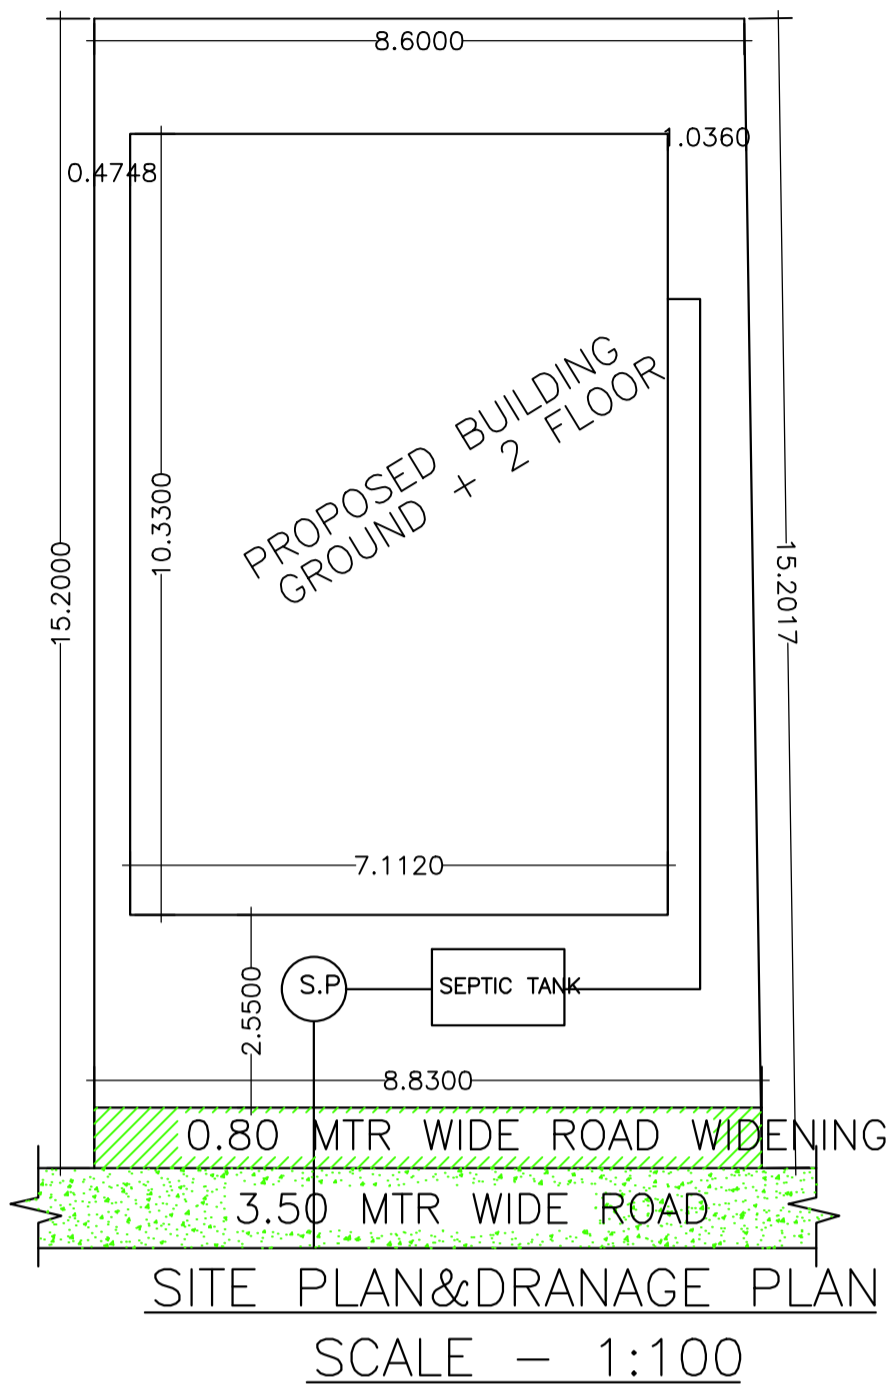 8.6000
1.0360
0.4748
PROPOSED BUILDING
GROUND + 2 FLOOR
10.3300
15.2000
15.2017
7.1120
S.P
SEPTIC TANK
2.5500
8.8300
0.80 MTR WIDE ROAD WIDENING
3.50 MTR WIDE ROAD
SITE PLAN&DRANAGE PLAN
SCALE - 1:100